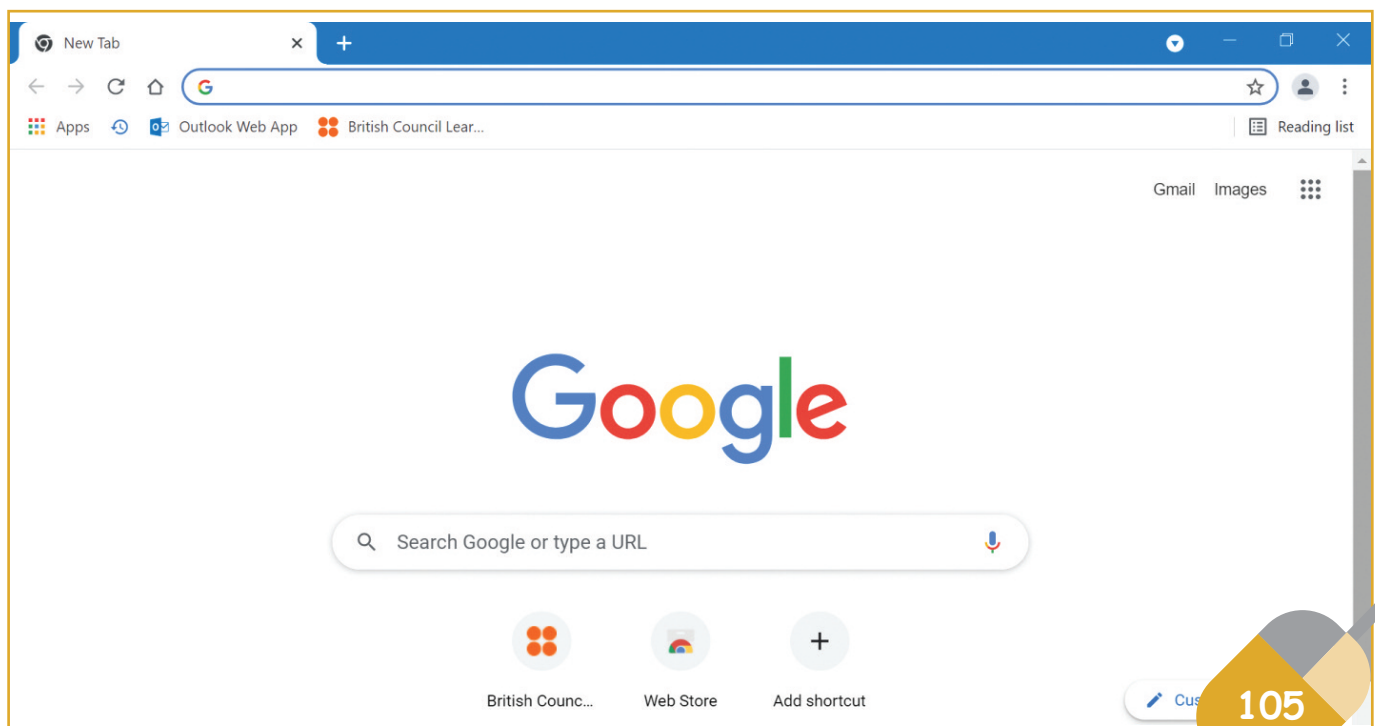 New Tab
Apps Outlook Web App British Council Lear... Reading list
Gmail Images
Google
Search Google or type a URL
British Counc... Web Store Add shortcut
Cus
105